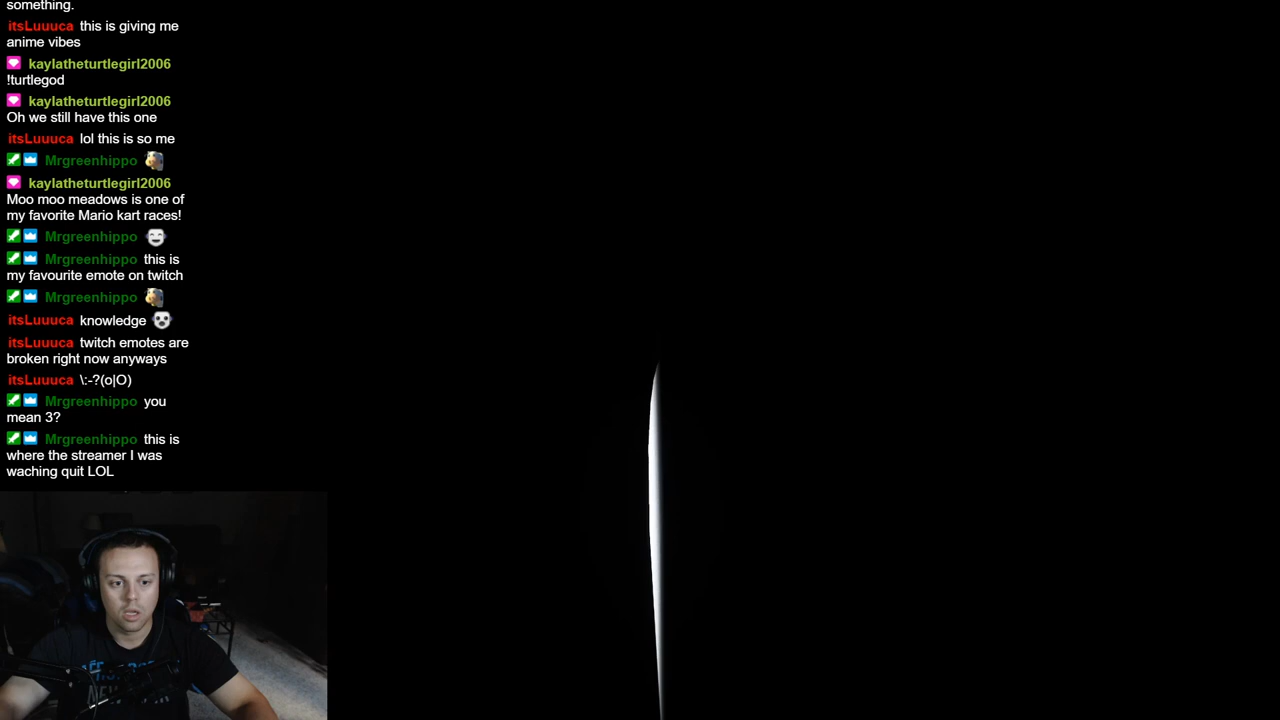 something.
itsLuuuca this is giving me
anime vibes
kaylatheturtlegirl2006
!turtlegod
kaylatheturtlegirl2006
Oh we still have this one
itsLuuuca lol this is so me
Mrgreenhippo
kaylatheturtlegirl2006
Moo moo meadows is one of
my favorite Mario kart races!
Mrgreenhippo
Mrgreenhippo this is
my favourite emote on twitch
Mrgreenhippo
itsLuuuca knowledge
itsLuuuca twitch emotes are
broken right now anyways
itsLuuuca \:-?(o|O)
Mrgreenhippo you
mean 3?
Mrgreenhippo this is
where the streamer I was
waching quit LOL